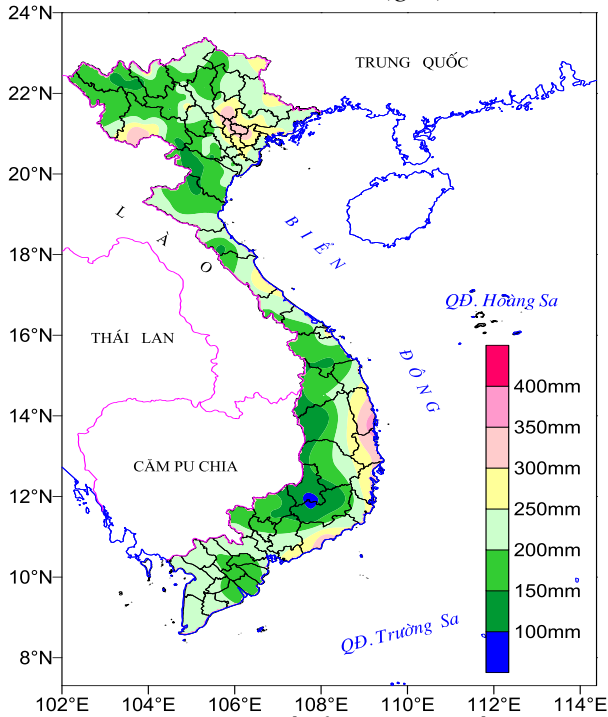 24°N
TRUNG QUỐC
22°N
20°N
LÀO
BIỂN
18°N
QĐ. Hoàng Sa
16°N
THÁI LAN
ĐÔNG
400mm
14°N
350mm
CĂM PU CHIA
300mm
12°N
250mm
200mm
10°N
150mm
100mm
QĐ. Trường Sa
8°N
102°E 104°E 106°E 108°E 110°E 112°E 114°E